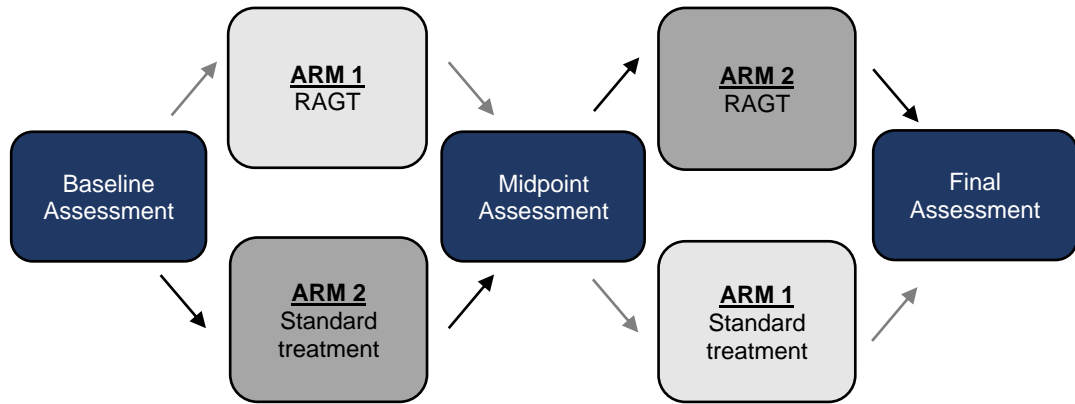 Baseline
Assessment
ARM 1
RAGT
ARM 2
Standard
treatment
Midpoint
Assessment
ARM 2
RAGT
ARM 1
Standard
treatment
Final
Assessment